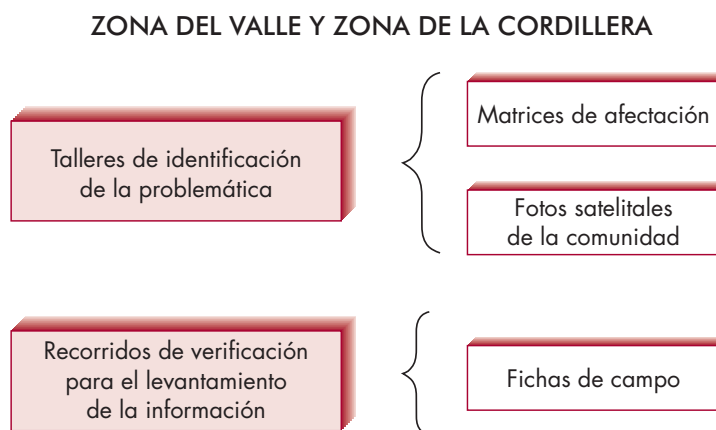 ZONA DEL VALLE Y ZONA DE LA CORDILLERA
Talleres de identificación
de la problemática
Matrices de afectación
Fotos satelitales
de la comunidad
Recorridos de verificación
para el levantamiento
de la información
Fichas de campo